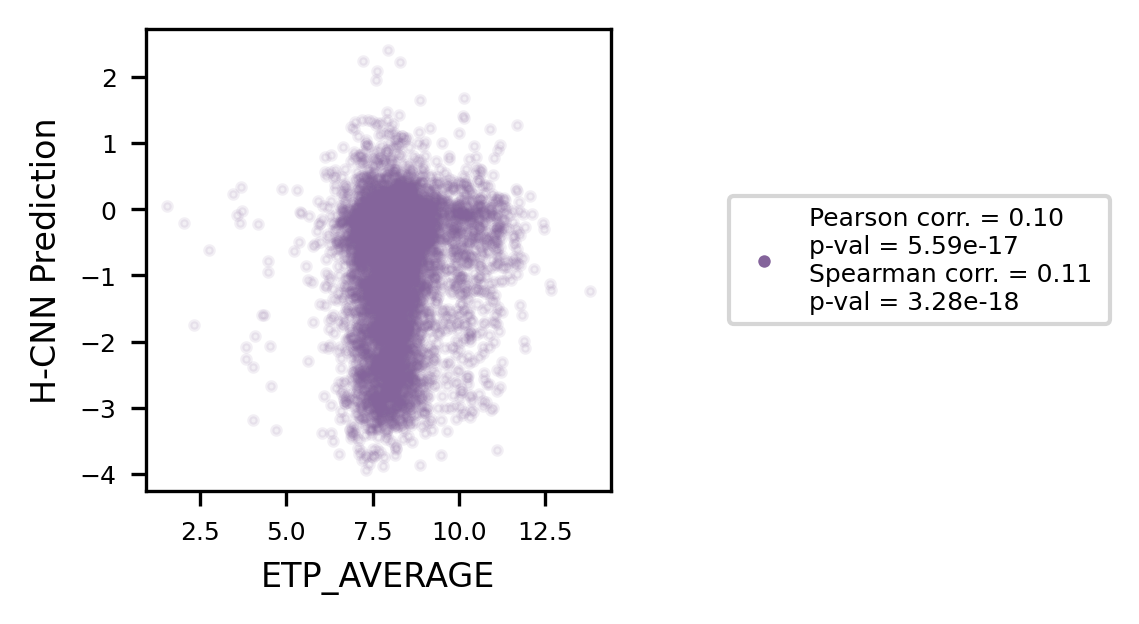 H-CNN Prediction
2
1
0
−1
−2
−3
−4
2.5 5.0 7.5 10.0 12.5
ETP_AVERAGE
Pearson corr. = 0.10
p-val = 5.59e-17
Spearman corr. = 0.11
p-val = 3.28e-18